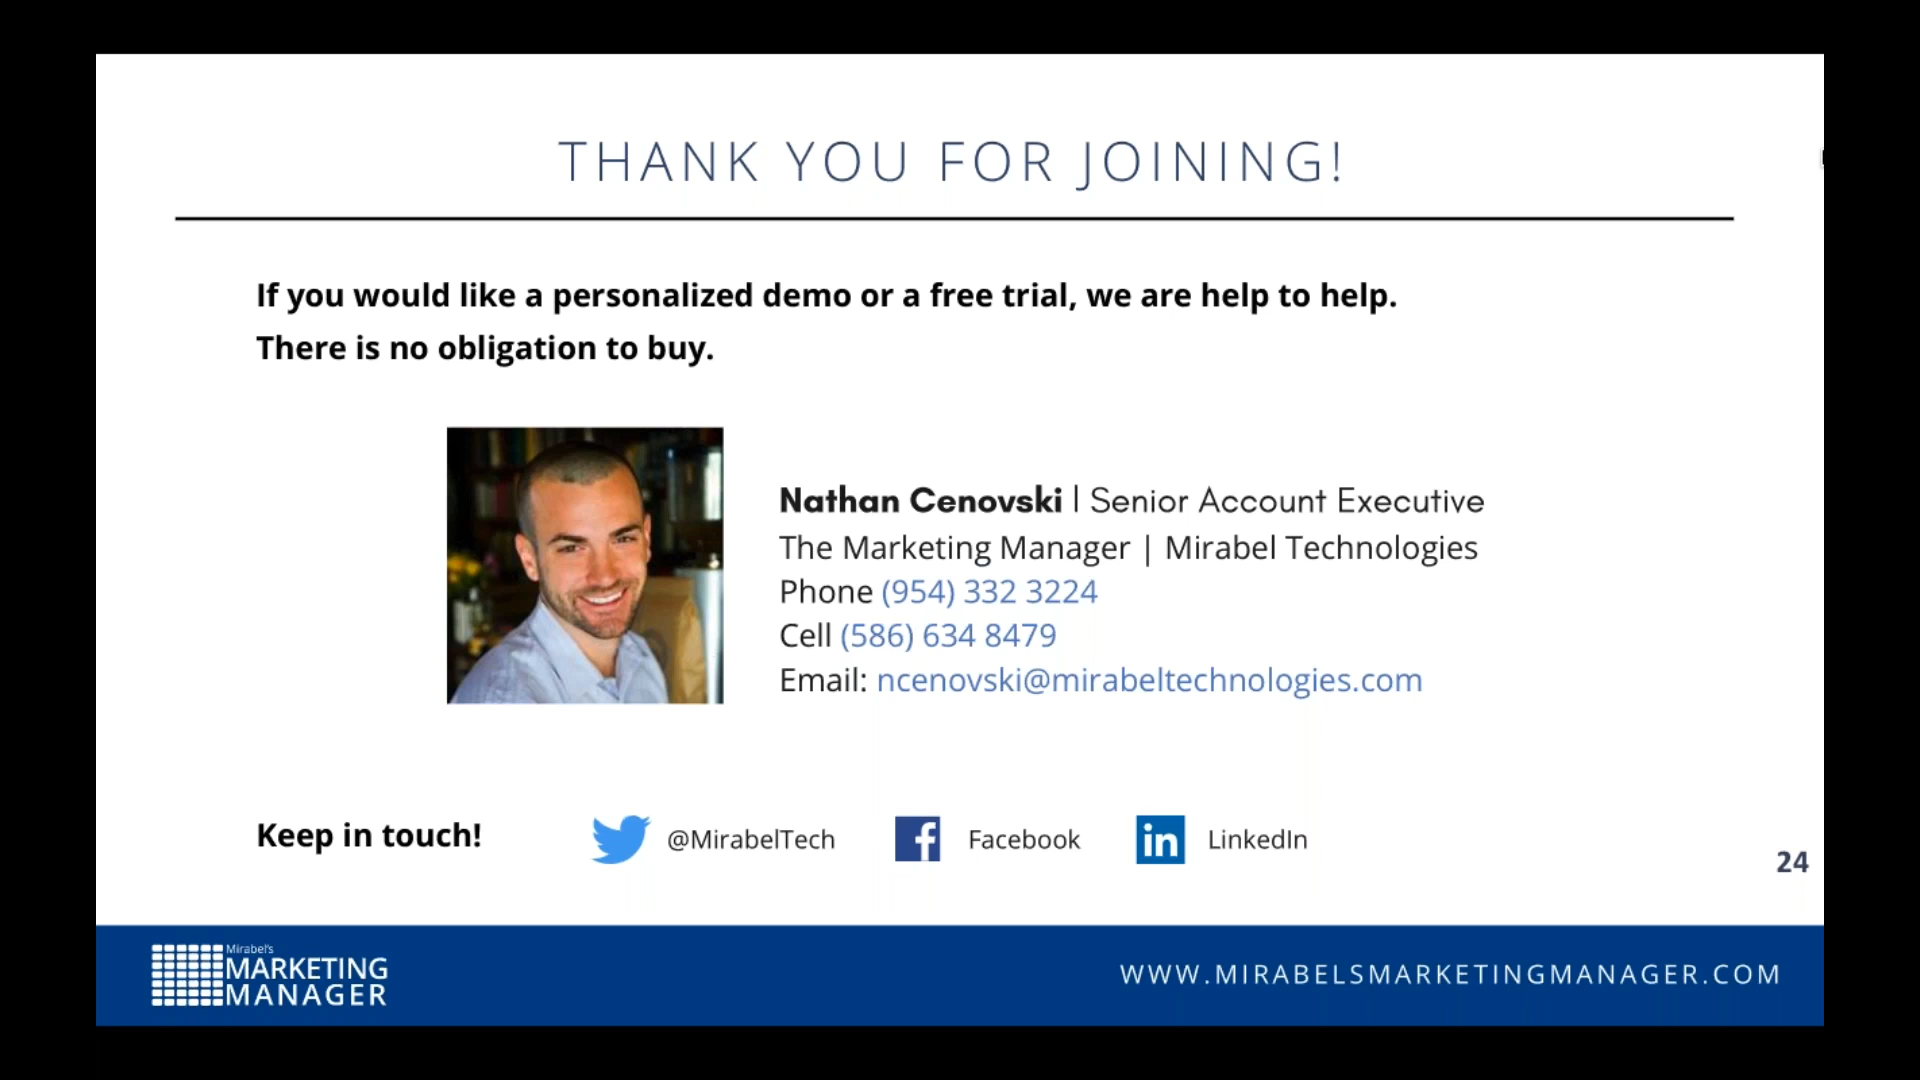 THANK YOU FOR JOINING!
If you would like a personalized demo or a free trial, we are help to help.
There is no obligation to buy.
Nathan Cenovski | Senior Account Executive
The Marketing Manager | Mirabel Technologies
Phone (954) 332 3224
Cell (586) 634 8479
Email: ncenovski@mirabeltechnologies.com
Keep in touch!
@MirabelTech
Facebook
in
LinkedIn
24
Mirabel's
MARKETING
MANAGER
WWW.MIRABELSMARKETINGMANAGER.COM